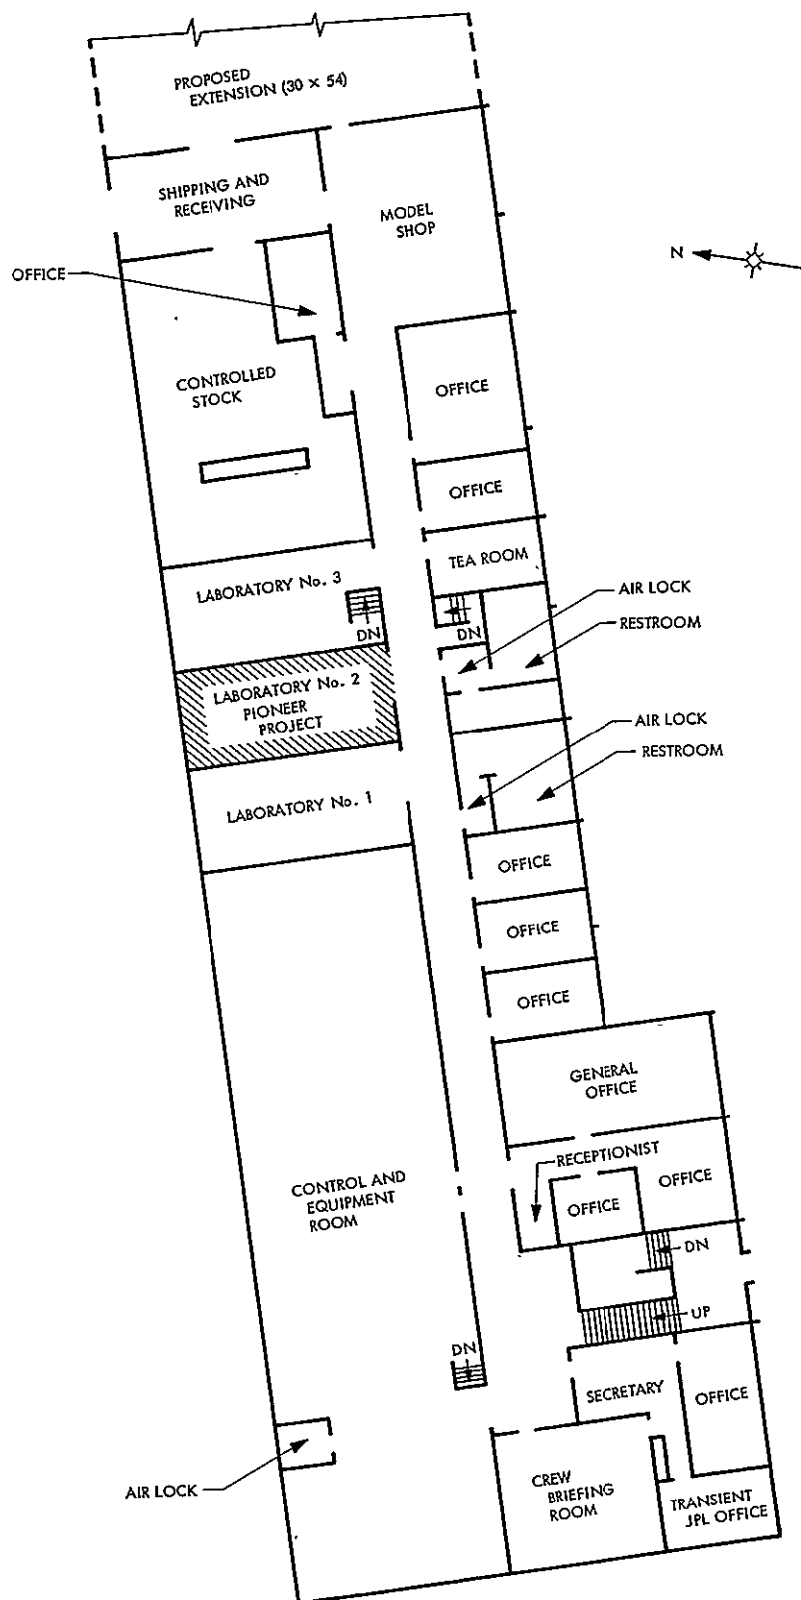 PROPOSED
EXTENSION (30 × 54)
SHIPPING AND
RECEIVING
MODEL
SHOP
N
OFFICE
CONTROLLED
STOCK
OFFICE
OFFICE
TEA ROOM
LABORATORY No. 3
AIR LOCK
DN
DN
RESTROOM
LABORATORY No. 2
PIONEER
PROJECT
AIR LOCK
RESTROOM
LABORATORY No. 1
OFFICE
OFFICE
OFFICE
GENERAL
OFFICE
RECEPTIONIST
CONTROL AND
EQUIPMENT
ROOM
OFFICE
OFFICE
DN
UP
DN
SECRETARY
OFFICE
AIR LOCK
CREW
BRIEFING
ROOM
TRANSIENT
JPL OFFICE